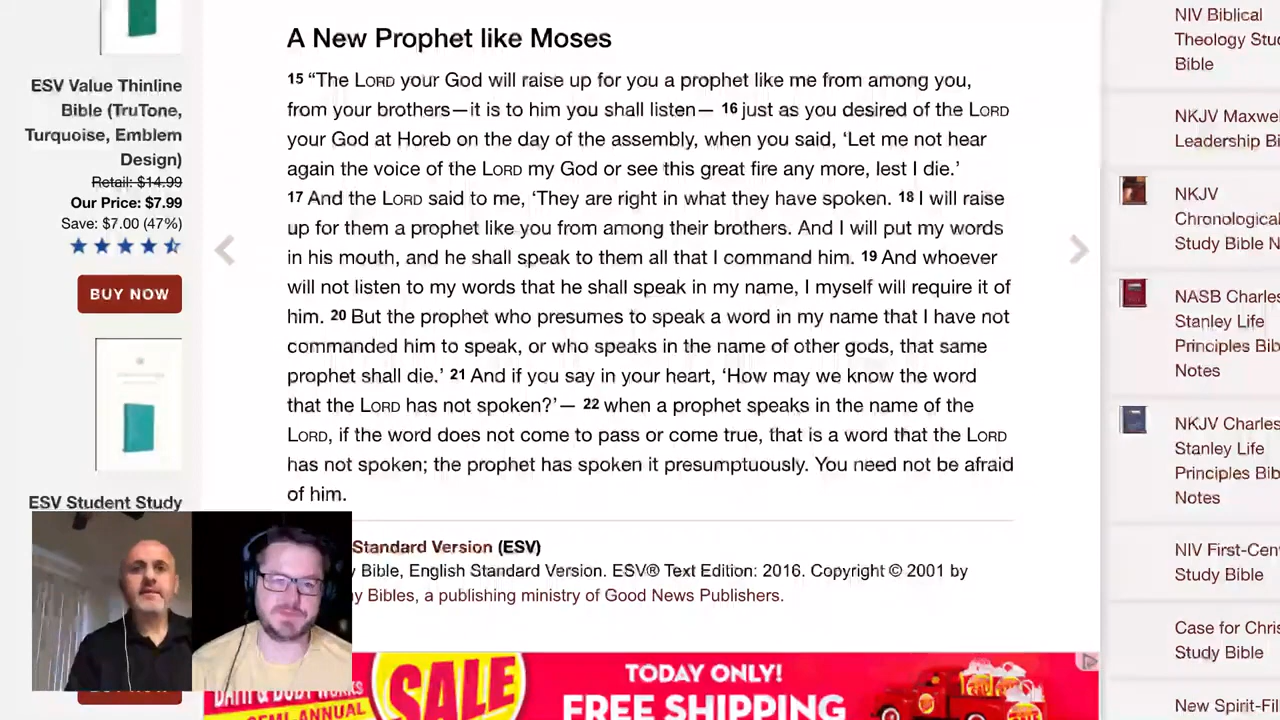 ESV Value Thinline
Bible (TruTone,
Turquoise, Emblem
Design)
Retail: $14.99
Our Price: $7.99
Save: $7.00 (47%)
BUY NOW
ESV Student Study
A New Prophet like Moses
15 “The LORD your God will raise up for you a prophet like me from among you,
from your brothers—it is to him you shall listen— 16 just as you desired of the LORD
your God at Horeb on the day of the assembly, when you said, ‘Let me not hear
again the voice of the LORD my God or see this great fire any more, lest I die.’
17 And the LORD said to me, ‘They are right in what they have spoken. 18 I will raise
up for them a prophet like you from among their brothers. And I will put my words
in his mouth, and he shall speak to them all that I command him. 19 And whoever
will not listen to my words that he shall speak in my name, I myself will require it of
him. 20 But the prophet who presumes to speak a word in my name that I have not
commanded him to speak, or who speaks in the name of other gods, that same
prophet shall die.’ 21 And if you say in your heart, ‘How may we know the word
that the LORD has not spoken?’— 22 when a prophet speaks in the name of the
LORD, if the word does not come to pass or come true, that is a word that the LORD
has not spoken; the prophet has spoken it presumptuously. You need not be afraid
of him.
Standard Version (ESV)
Bible, English Standard Version. ESV® Text Edition: 2016. Copyright © 2001 by
Bibles, a publishing ministry of Good News Publishers.
SALE
SEMI-ANNUAL
TODAY ONLY!
FREE SHIPPING
NIV Biblical
Theology Stud
Bible
NKJV Maxwe
Leadership Bi
NKJV
Chronological
Study Bible N
NASB Charles
Stanley Life
Principles Bib
Notes
NKJV Charles
Stanley Life
Principles Bib
Notes
NIV First-Cen
Study Bible
Case for Chris
Study Bible
New Spirit-Fil